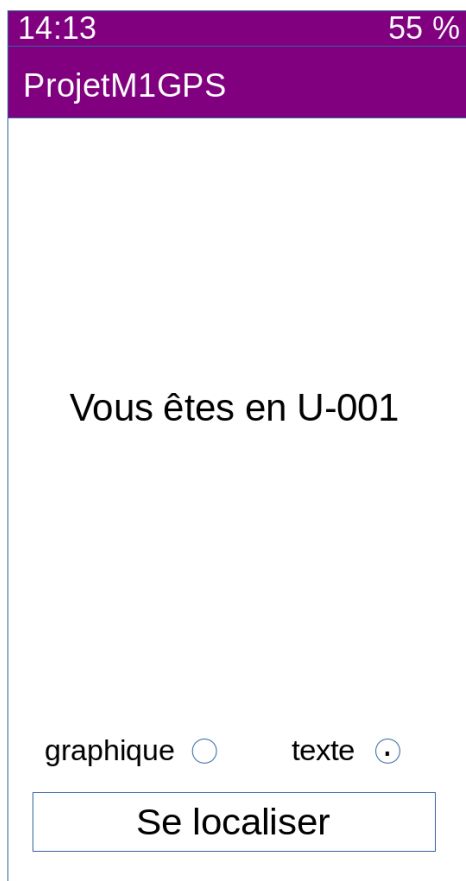 14:13 55 %
ProjetM1GPS
Vous êtes en U-001
graphique texte
Se localiser